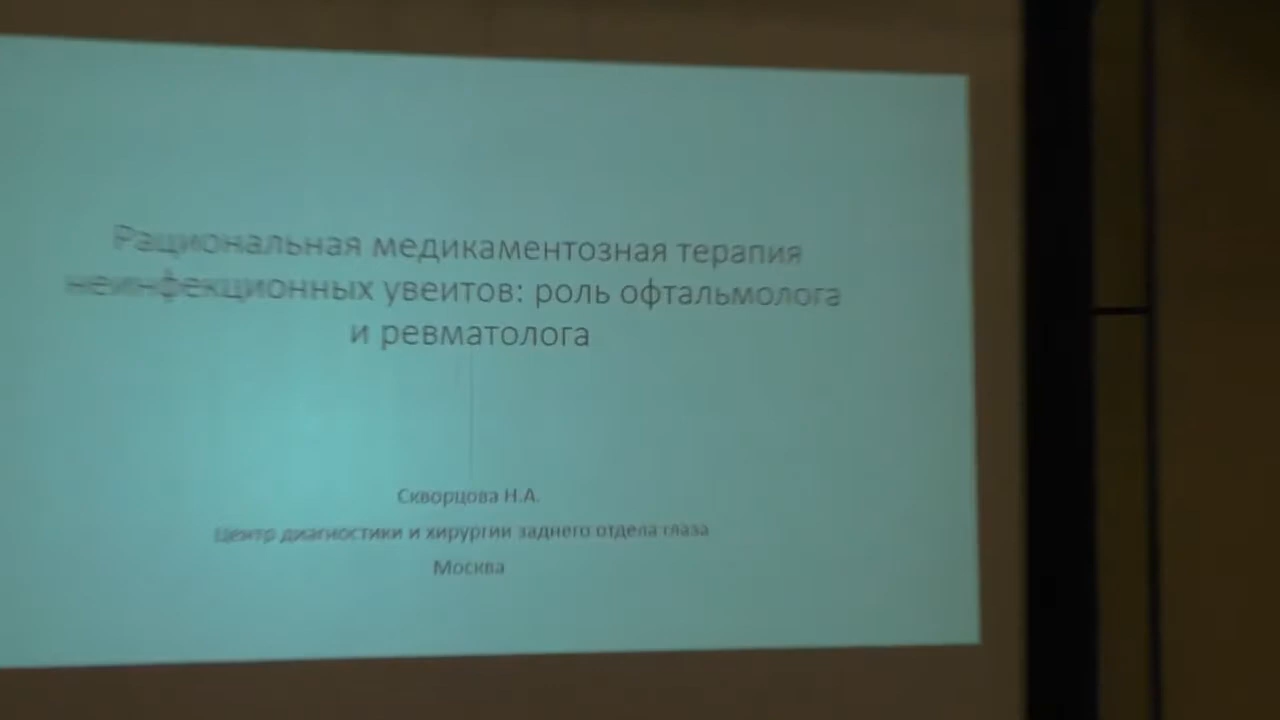 Рациональная медикаментозная терапия
неинфекционных увеитов: роль офтальмолога
и ревматолога
Скворцова Н.А.
Центр диагностики и хирургии заднего отдела глаза
Москва